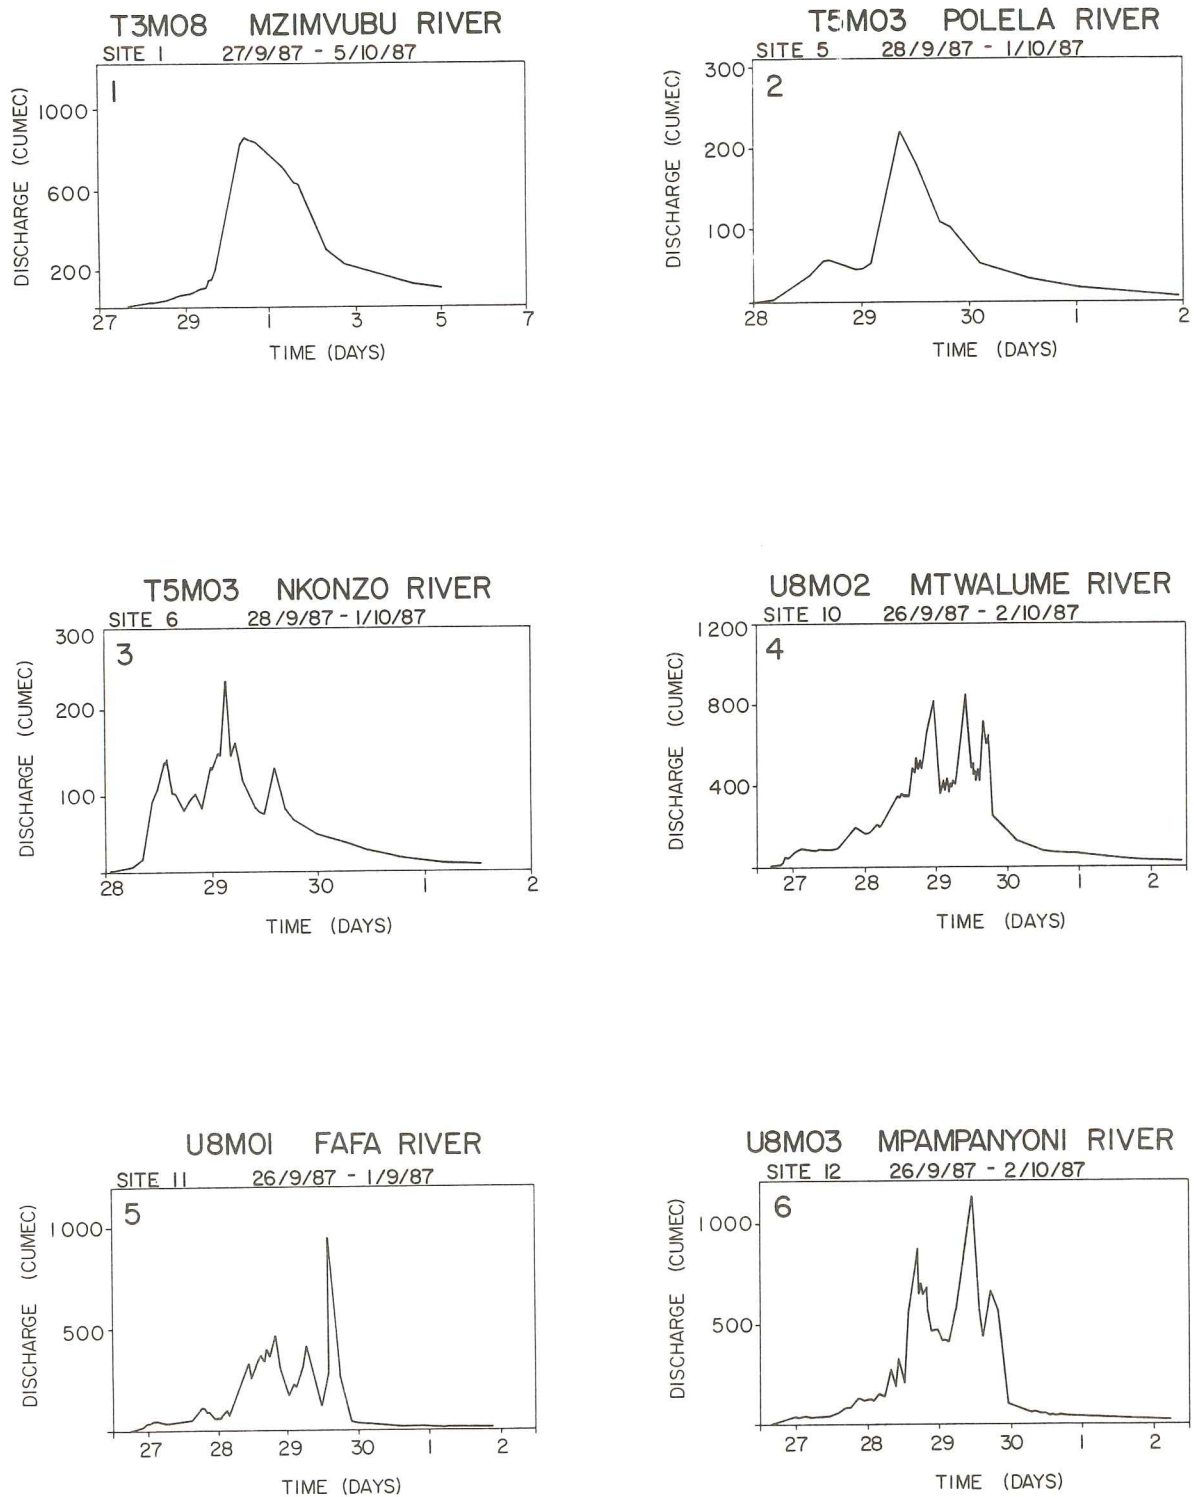 T3M08 MZIMVUBU RIVER
SITE 1 27/9/87 - 5/10/87
1
DISCHARGE (CUMEC)
1000
600
200
27 29 1 3 5 7
TIME (DAYS)
T5M03 POLELA RIVER
SITE 5 28/9/87 - 1/10/87
2
DISCHARGE (CUMEC)
300
200
100
28 29 30 1 2
TIME (DAYS)
T5M03 NKONZO RIVER
SITE 6 28/9/87 - 1/10/87
3
DISCHARGE (CUMEC)
300
200
100
28 29 30 1 2
TIME (DAYS)
U8M02 MTWALUME RIVER
SITE 10 26/9/87 - 2/10/87
4
DISCHARGE (CUMEC)
1200
800
400
27 28 29 30 1 2
TIME (DAYS)
U8M01 FAFA RIVER
SITE 11 26/9/87 - 1/9/87
5
DISCHARGE (CUMEC)
1000
500
27 28 29 30 1 2
TIME (DAYS)
U8M03 MPAMPANYONI RIVER
SITE 12 26/9/87 - 2/10/87
6
DISCHARGE (CUMEC)
1000
500
27 28 29 30 1 2
TIME (DAYS)